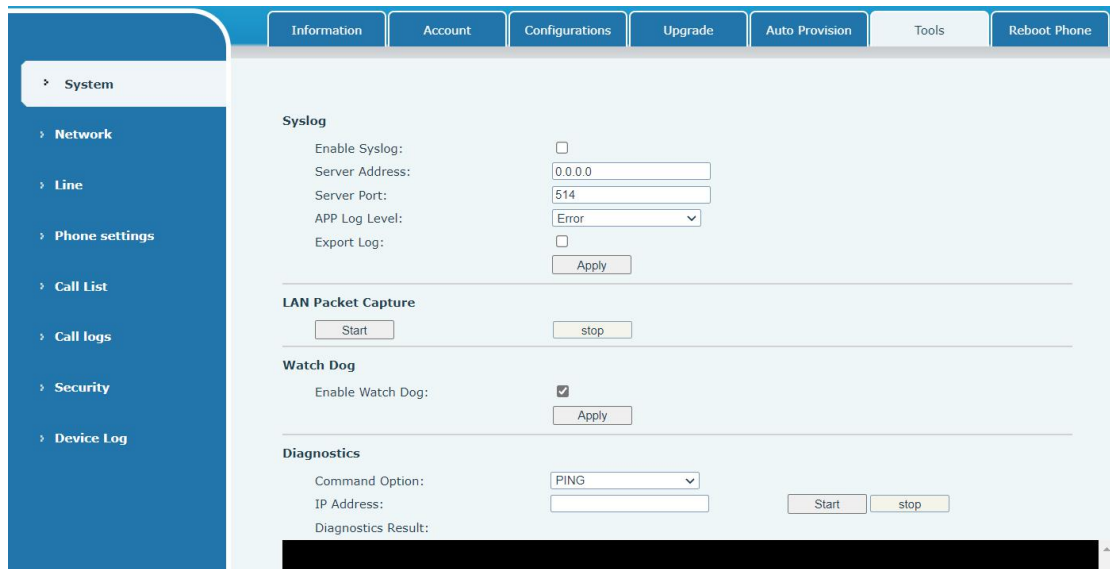 Information Account Configurations Upgrade Auto Provision Tools Reboot Phone
System
Network
Line
Phone settings
Call List
Call logs
Security
Device Log
Syslog
Enable Syslog:
Server Address: 0.0.0.0
Server Port: 514
APP Log Level: Error
Export Log:
Apply
LAN Packet Capture
Start stop
Watch Dog
Enable Watch Dog:
Apply
Diagnostics
Command Option: PING
IP Address: Start stop
Diagnostics Result: